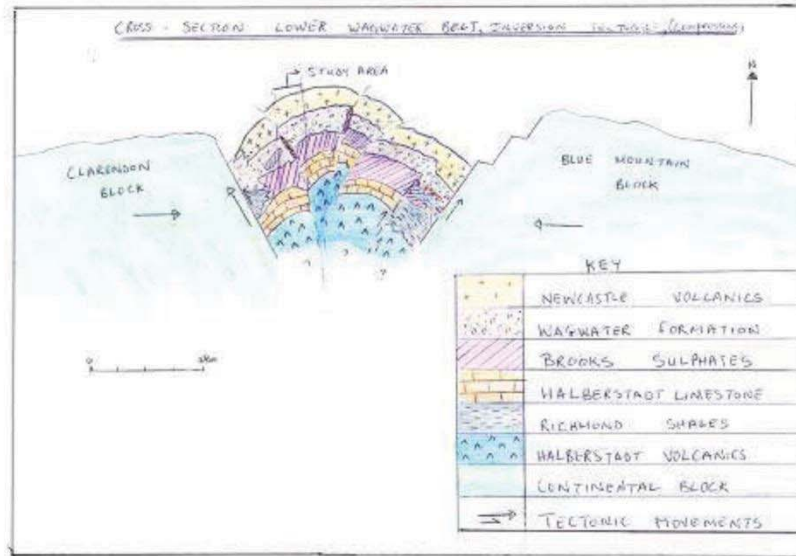 CROSS - SECTION LOWER WAGWATER BELT, INVERSION TECTONIC (COMPRESSION)
STUDY AREA
N
CLARENDON
BLOCK
BLUE MOUNTAIN
BLOCK
?
?
KEY
NEWCASTLE VOLCANICS
WAGWATER FORMATION
BROOKS SULPHATES
HALBERSTADT LIMESTONE
RICHMOND SHALES
HALBERSTADT VOLCANICS
CONTINENTAL BLOCK
TECTONIC MOVEMENTS
0